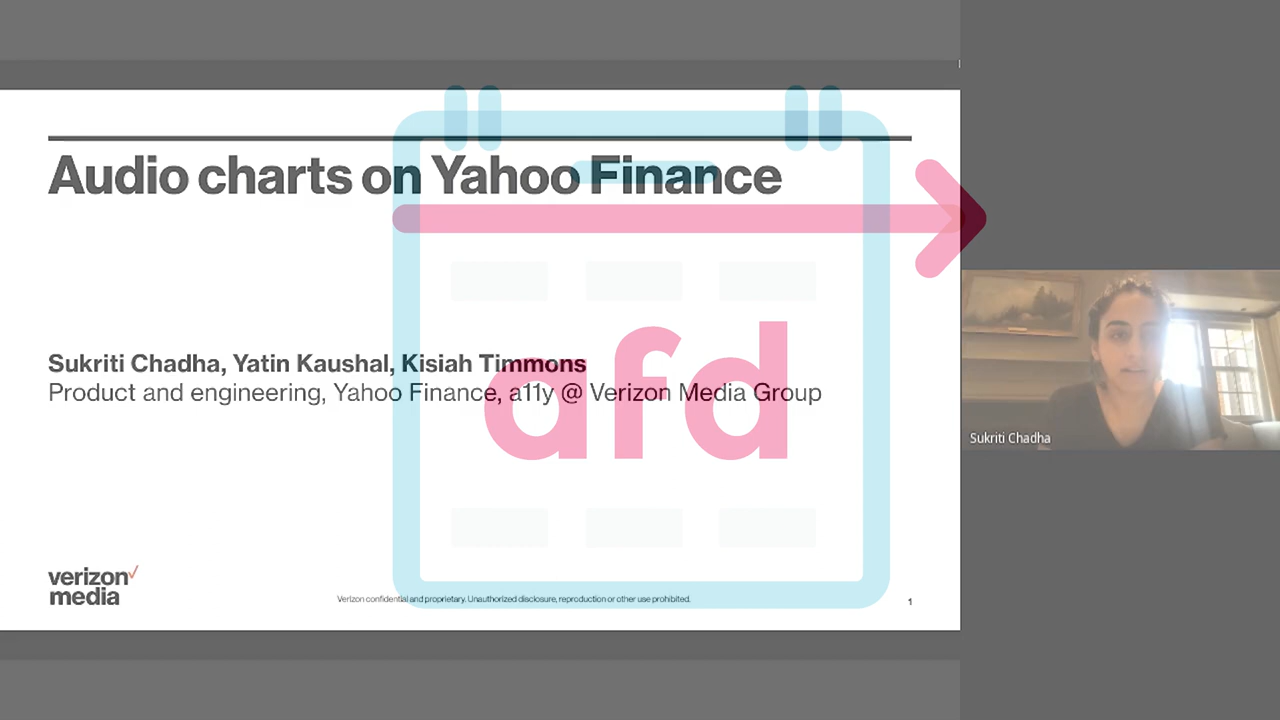 Audio charts on Yahoo Finance
Sukriti Chadha, Yatin Kaushal, Kisiah Timmons
Product and engineering, Yahoo Finance, a11y @ Verizon Media Group
afd
Sukriti Chadha
verizon✓
media
Verizon confidential and proprietary. Unauthorized disclosure, reproduction or other use prohibited.
1